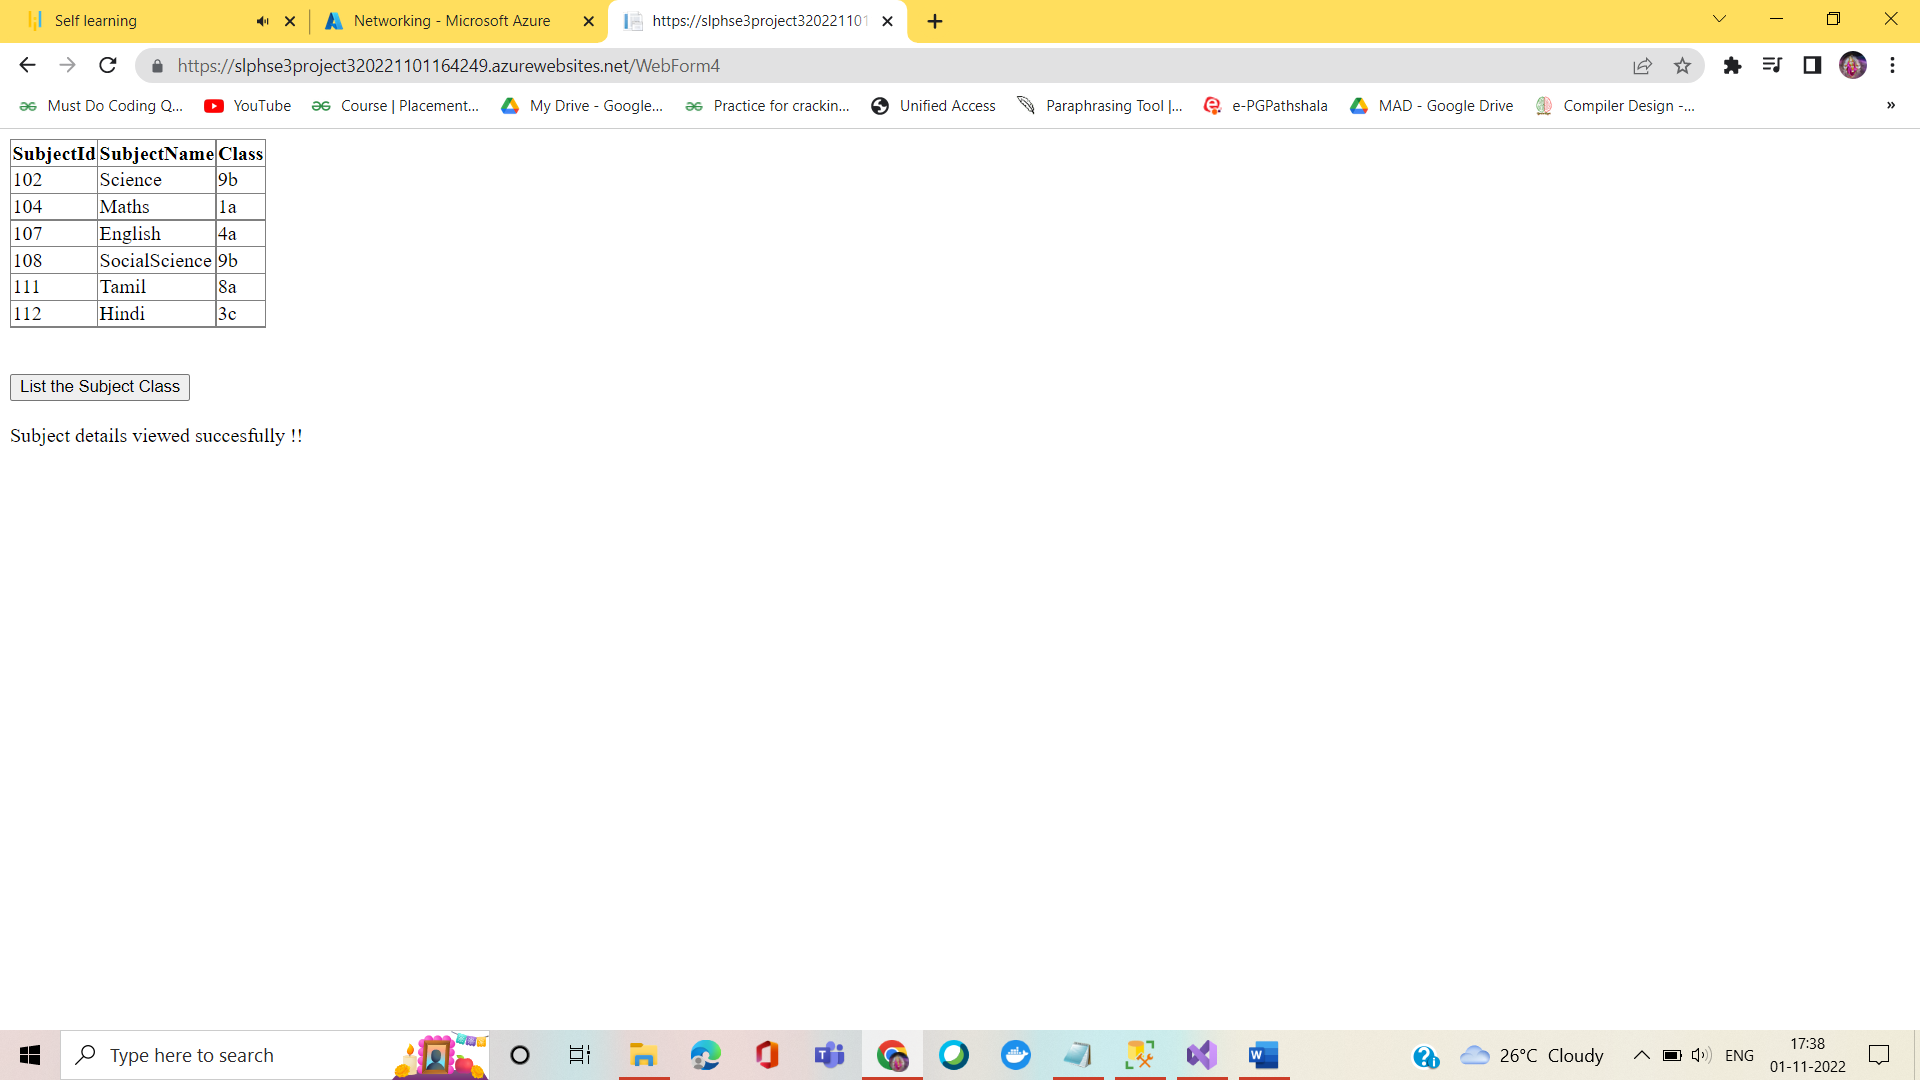 Self learning
Networking - Microsoft Azure
https://slphse3project320221101
https://slphse3project320221101164249.azurewebsites.net/WebForm4
Must Do Coding Q...
YouTube
Course | Placement...
My Drive - Google...
Practice for crackin...
Unified Access
Paraphrasing Tool |...
e-PGPathshala
MAD - Google Drive
Compiler Design -...
»
SubjectId SubjectName Class
102 Science 9b
104 Maths 1a
107 English 4a
108 SocialScience 9b
111 Tamil 8a
112 Hindi 3c
List the Subject Class
Subject details viewed succesfully !!
Type here to search
26°C Cloudy
ENG
17:38
01-11-2022